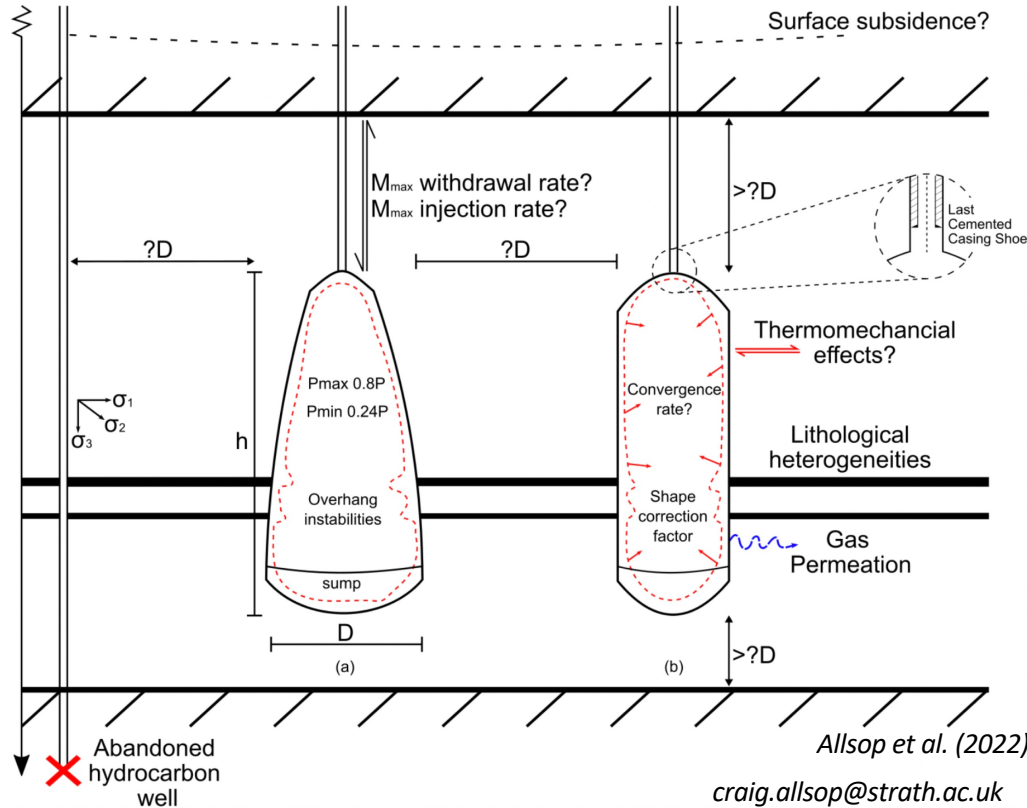 Surface subsidence?
Mmax withdrawal rate?
Mmax injection rate?
>?D
Last
Cemented
Casing Shoe
?D
?D
Thermomechancial
effects?
Pmax 0.8P
Pmin 0.24P
Convergence
rate?
σ1
σ2
σ3
h
Lithological
heterogeneities
Overhang
instabilities
Shape
correction
factor
Gas
Permeation
sump
D
(a)
(b)
>?D
Abandoned
hydrocarbon
well
Allsop et al. (2022)
craig.allsop@strath.ac.uk